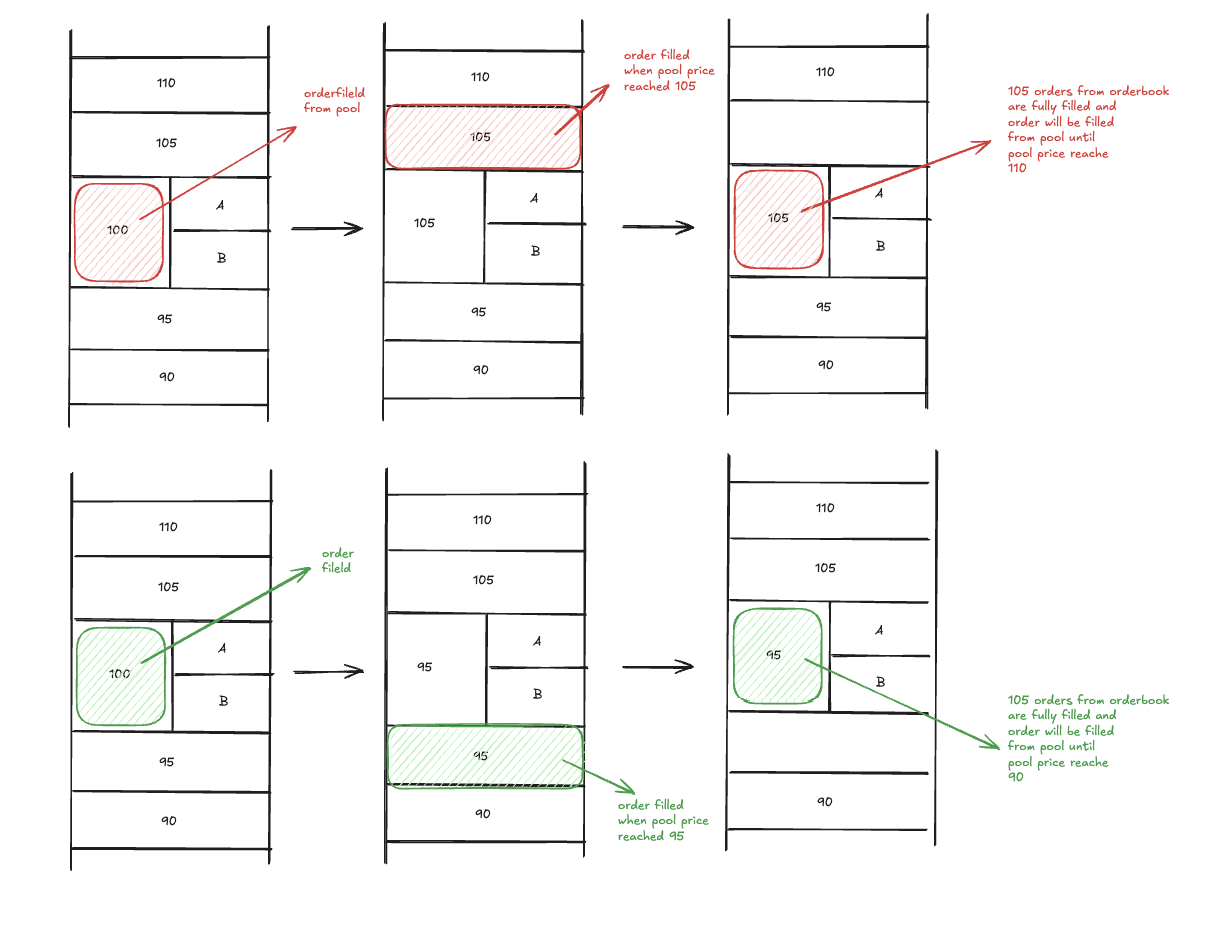 110
105
100
A
B
95
90
orderfileld
from pool
110
105
105
A
B
95
90
order filled
when pool price
reached 105
110
105
A
B
95
90
105 orders from orderbook
are fully filled and
order will be filled
from pool until
pool price reache
110
110
105
100
A
B
95
90
order
fileld
110
105
95
A
B
95
90
order filled
when pool price
reached 95
110
105
95
A
B
90
105 orders from orderbook
are fully filled and
order will be filled
from pool until
pool price reache
90